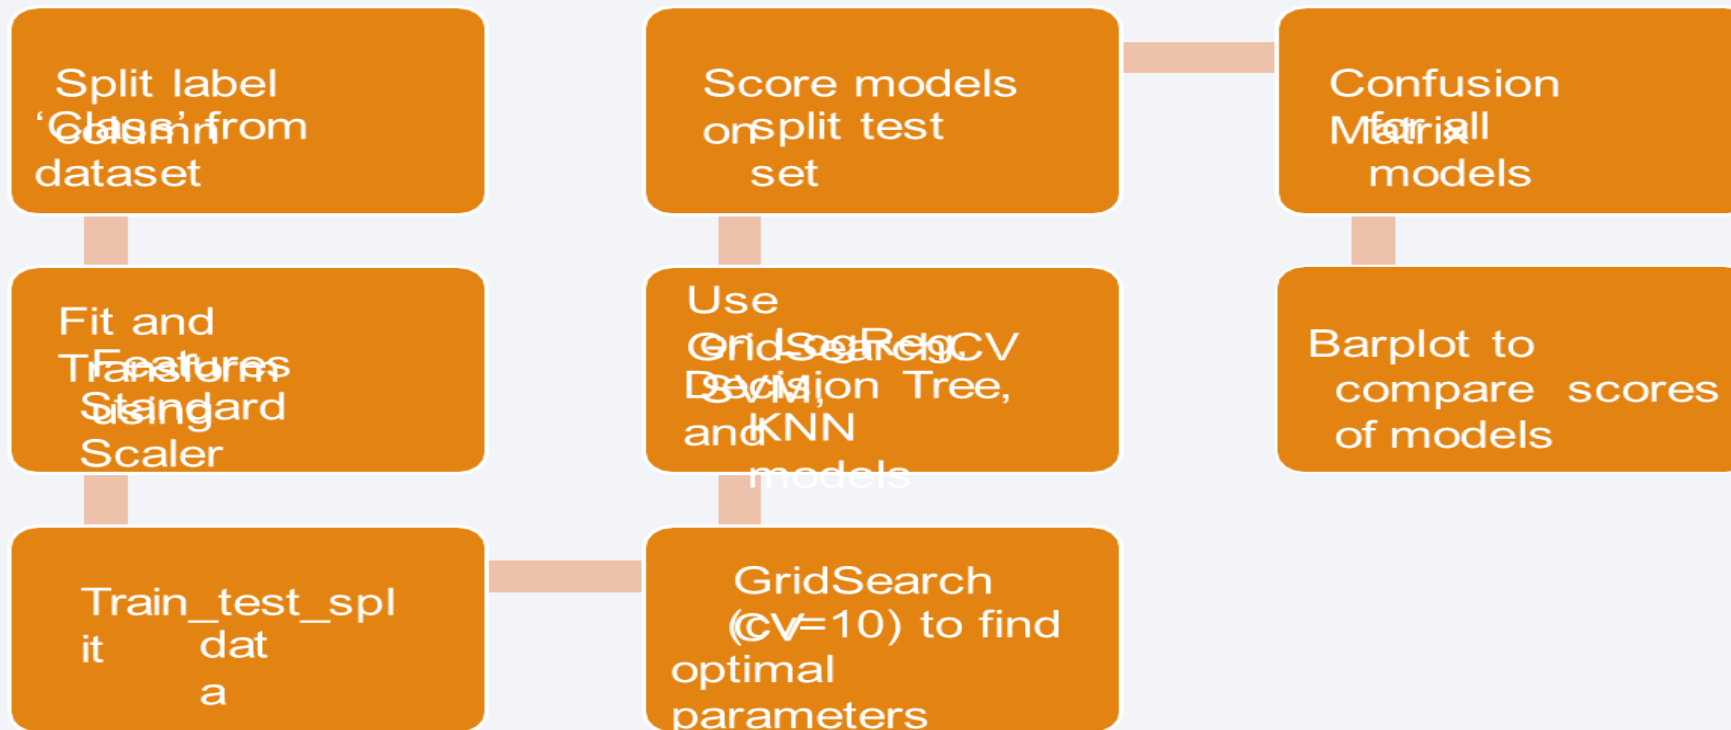 Split label
column
‘Class’ from
dataset
Fit and
Transform
Features
using
Standard
Scaler
Train_test_spl
it
dat
a
GridSearch
CV
(cv=10) to find
optimal
parameters
Use
GridSearchCV
on LogReg,
SVM,
Decision Tree,
and
KNN
models
Score models
on
split test
set
Confusion
Matrix
for all
models
Barplot to
compare scores
of models